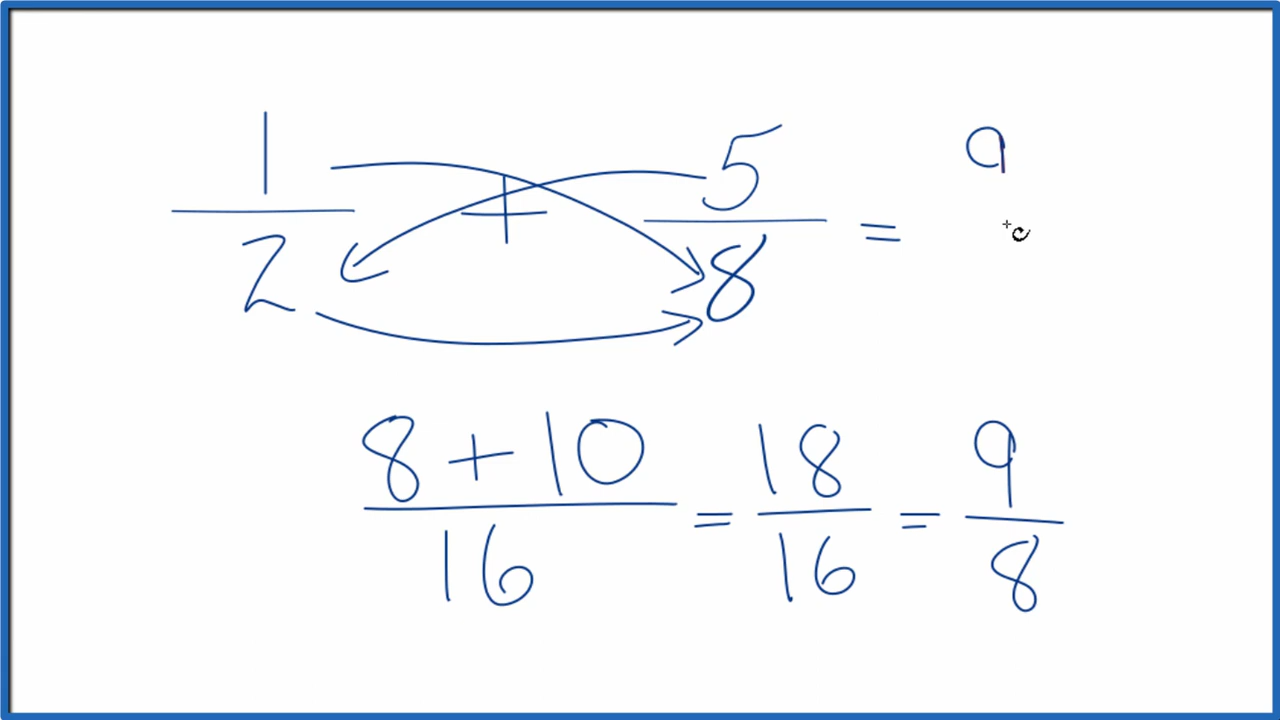 1/2 + 5/8 = 9
(8 + 10)/16 = 18/16 = 9/8